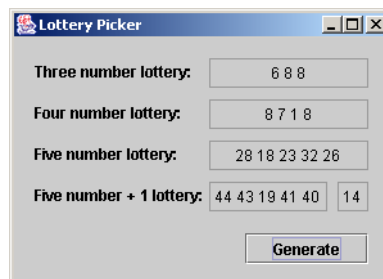 Lottery Picker
Three number lottery: 6 8 8
Four number lottery: 8 7 1 8
Five number lottery: 28 18 23 32 26
Five number + 1 lottery: 44 43 19 41 40 14
Generate